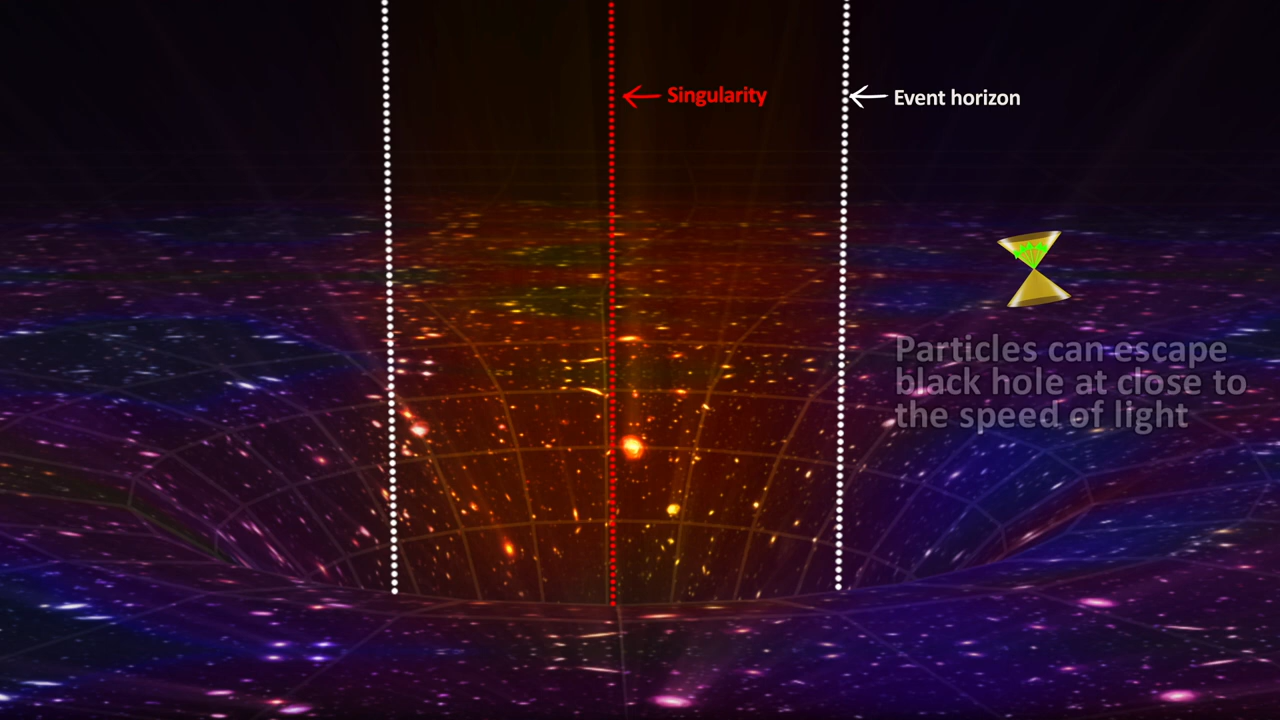 Singularity
Event horizon
Particles can escape
black hole at close to
the speed of light